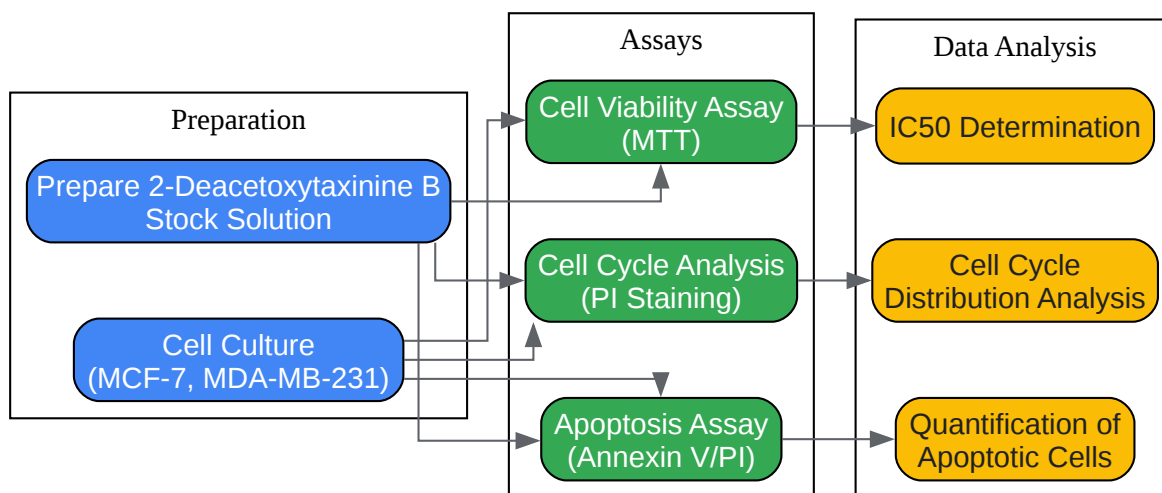 Preparation
Prepare 2-Deacetoxytaxinine B
Stock Solution
Cell Culture
(MCF-7, MDA-MB-231)
Assays
Cell Viability Assay
(MTT)
Cell Cycle Analysis
(PI Staining)
Apoptosis Assay
(Annexin V/PI)
Data Analysis
IC50 Determination
Cell Cycle
Distribution Analysis
Quantification of
Apoptotic Cells